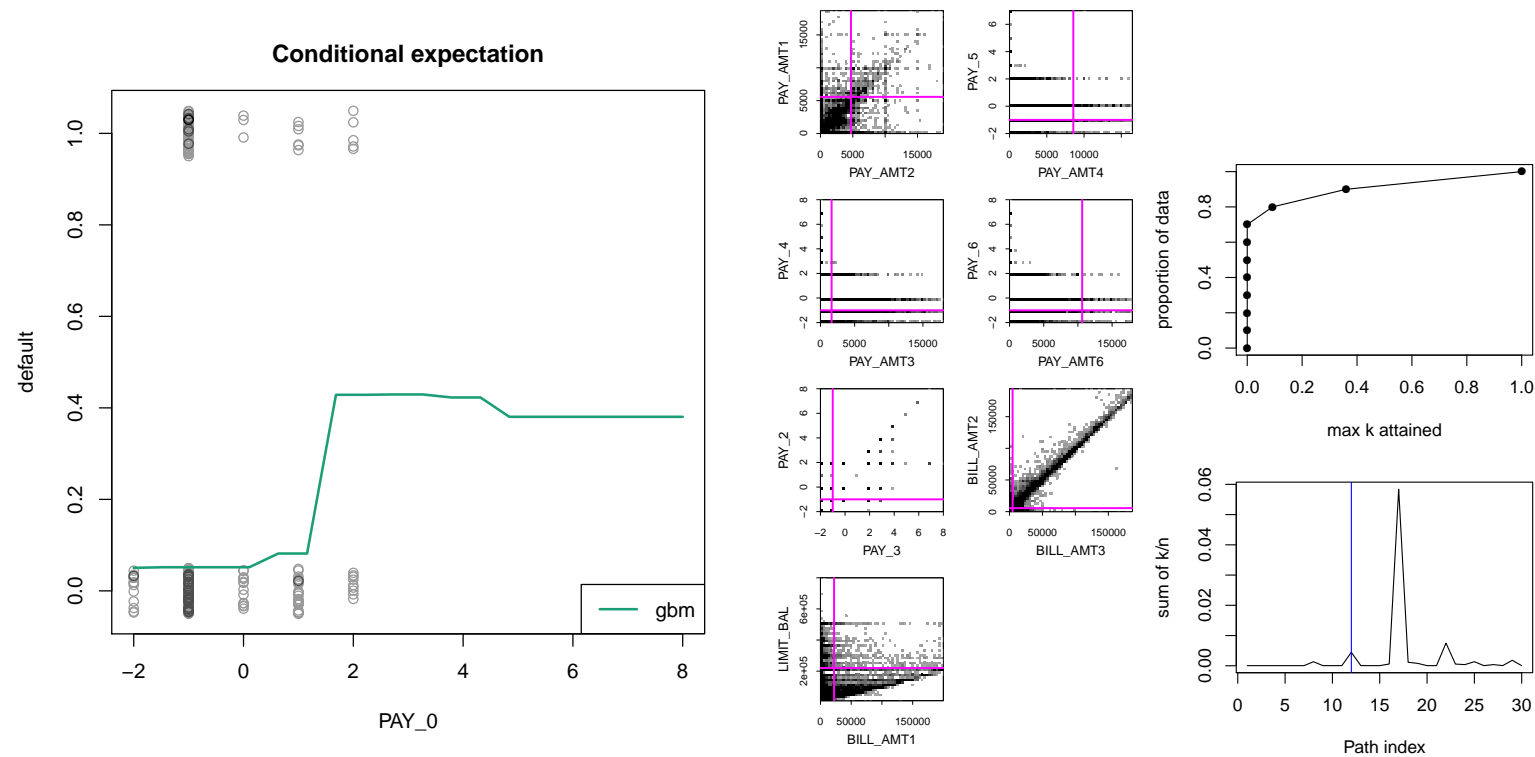 Conditional expectation
default
0.0 0.2 0.4 0.6 0.8 1.0
−2 0 2 4 6 8
PAY_0
gbm
PAY_AMT1
0 5000 15000
0 5000 15000
PAY_AMT2
PAY_5
−2 0 2 4 6
0 5000 10000
PAY_AMT4
PAY_4
−2 0 2 4 6 8
0 5000 15000
PAY_AMT3
PAY_6
−2 0 2 4 6 8
0 5000 15000
PAY_AMT6
PAY_2
−2 0 2 4 6 8
−2 0 2 4 6 8
PAY_3
BILL_AMT2
0 50000 150000
0 50000 150000
BILL_AMT3
LIMIT_BAL
2e+05 6e+05
0 50000 150000
BILL_AMT1
proportion of data
0.0 0.4 0.8
0.0 0.2 0.4 0.6 0.8 1.0
max k attained
sum of k/n
0.00 0.02 0.04 0.06
0 5 10 15 20 25 30
Path index